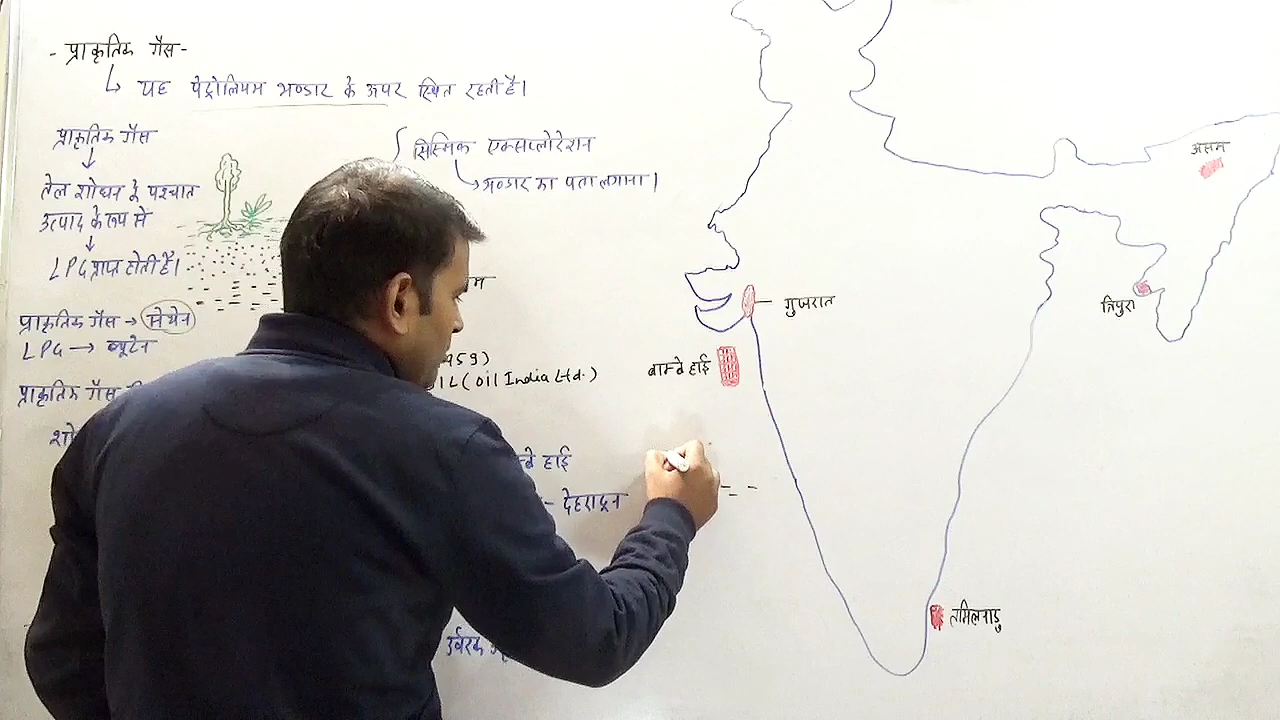 - प्राकृतिक गैस -
↳ यह पेट्रोलियम भण्डार के ऊपर स्थित रहती है।
प्राकृतिक गैस
↓
तेल शोधन के पश्चात
उत्पाद के रूप मे
↓
LPG प्राप्त होती है।
सिस्मिक एक्सप्लोरेशन
↳ भण्डार का पता लगाना।
प्राकृतिक गैस → मेथेन
LPG → ब्यूटेन
प्राकृतिक गैस
शो
959)
IL (Oil India Ltd.)
हाई
- देहरादून
उर्वरक
असम
त्रिपुरा
गुजरात
बाम्बे हाई
तमिलनाडु